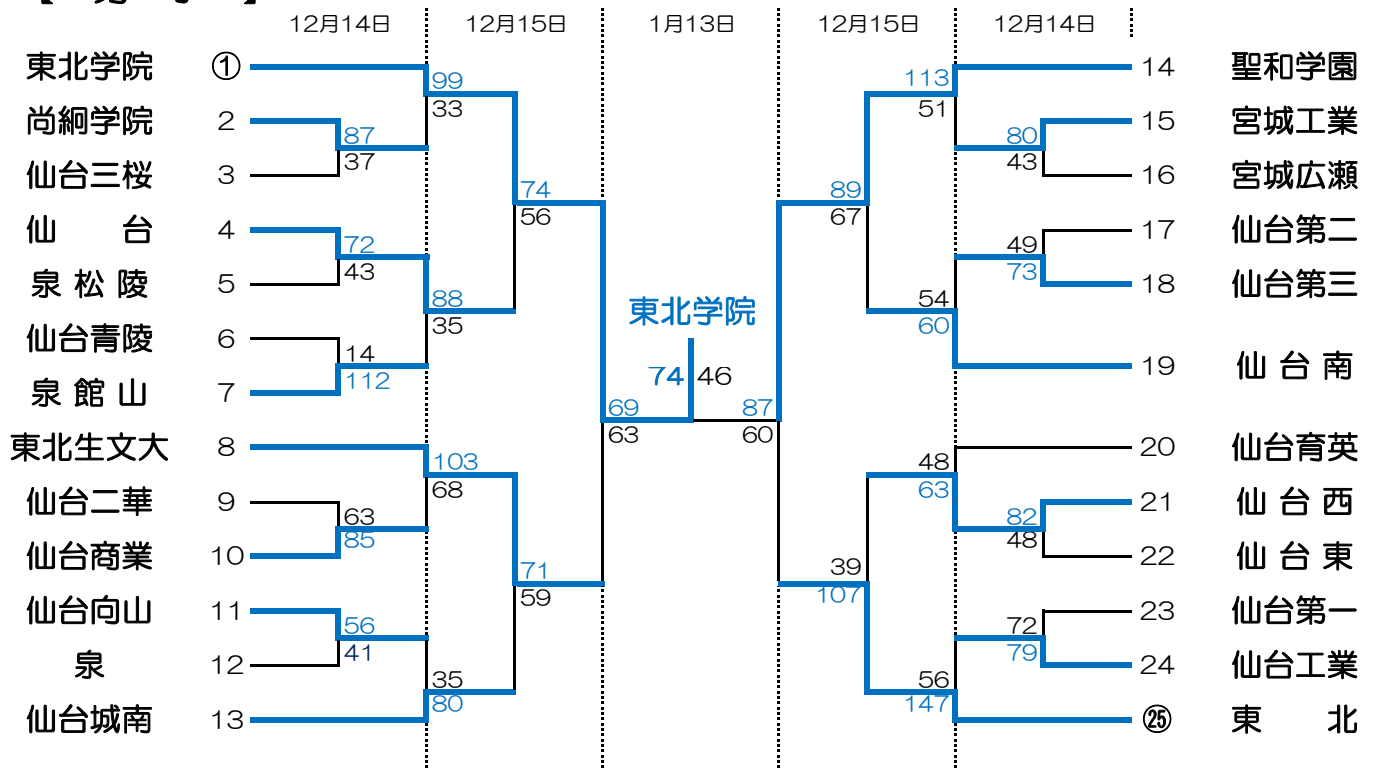 12月14日 12月15日 1月13日 12月15日 12月14日
東北学院 ① 99 113 14 聖和学園
33 51
尚絅学院 2 87 80 15 宮城工業
仙台三桜 3 37 43 16 宮城広瀬
74 89
56 67
仙 台 4 72 49 17 仙台第二
泉 松 陵 5 43 73 18 仙台第三
88 54
35 60
東北学院
仙台青陵 6 14 19 仙 台 南
泉 館 山 7 112
74 46
69 87
63 60
東北生文大 8 103 48 20 仙台育英
68 63
仙台二華 9 63 82 21 仙 台 西
仙台商業 10 85 48 22 仙 台 東
71 39
59 107
仙台向山 11 56 72 23 仙台第一
泉 12 41 79 24 仙台工業
35 56
80 147
仙台城南 13 ㉕ 東 北